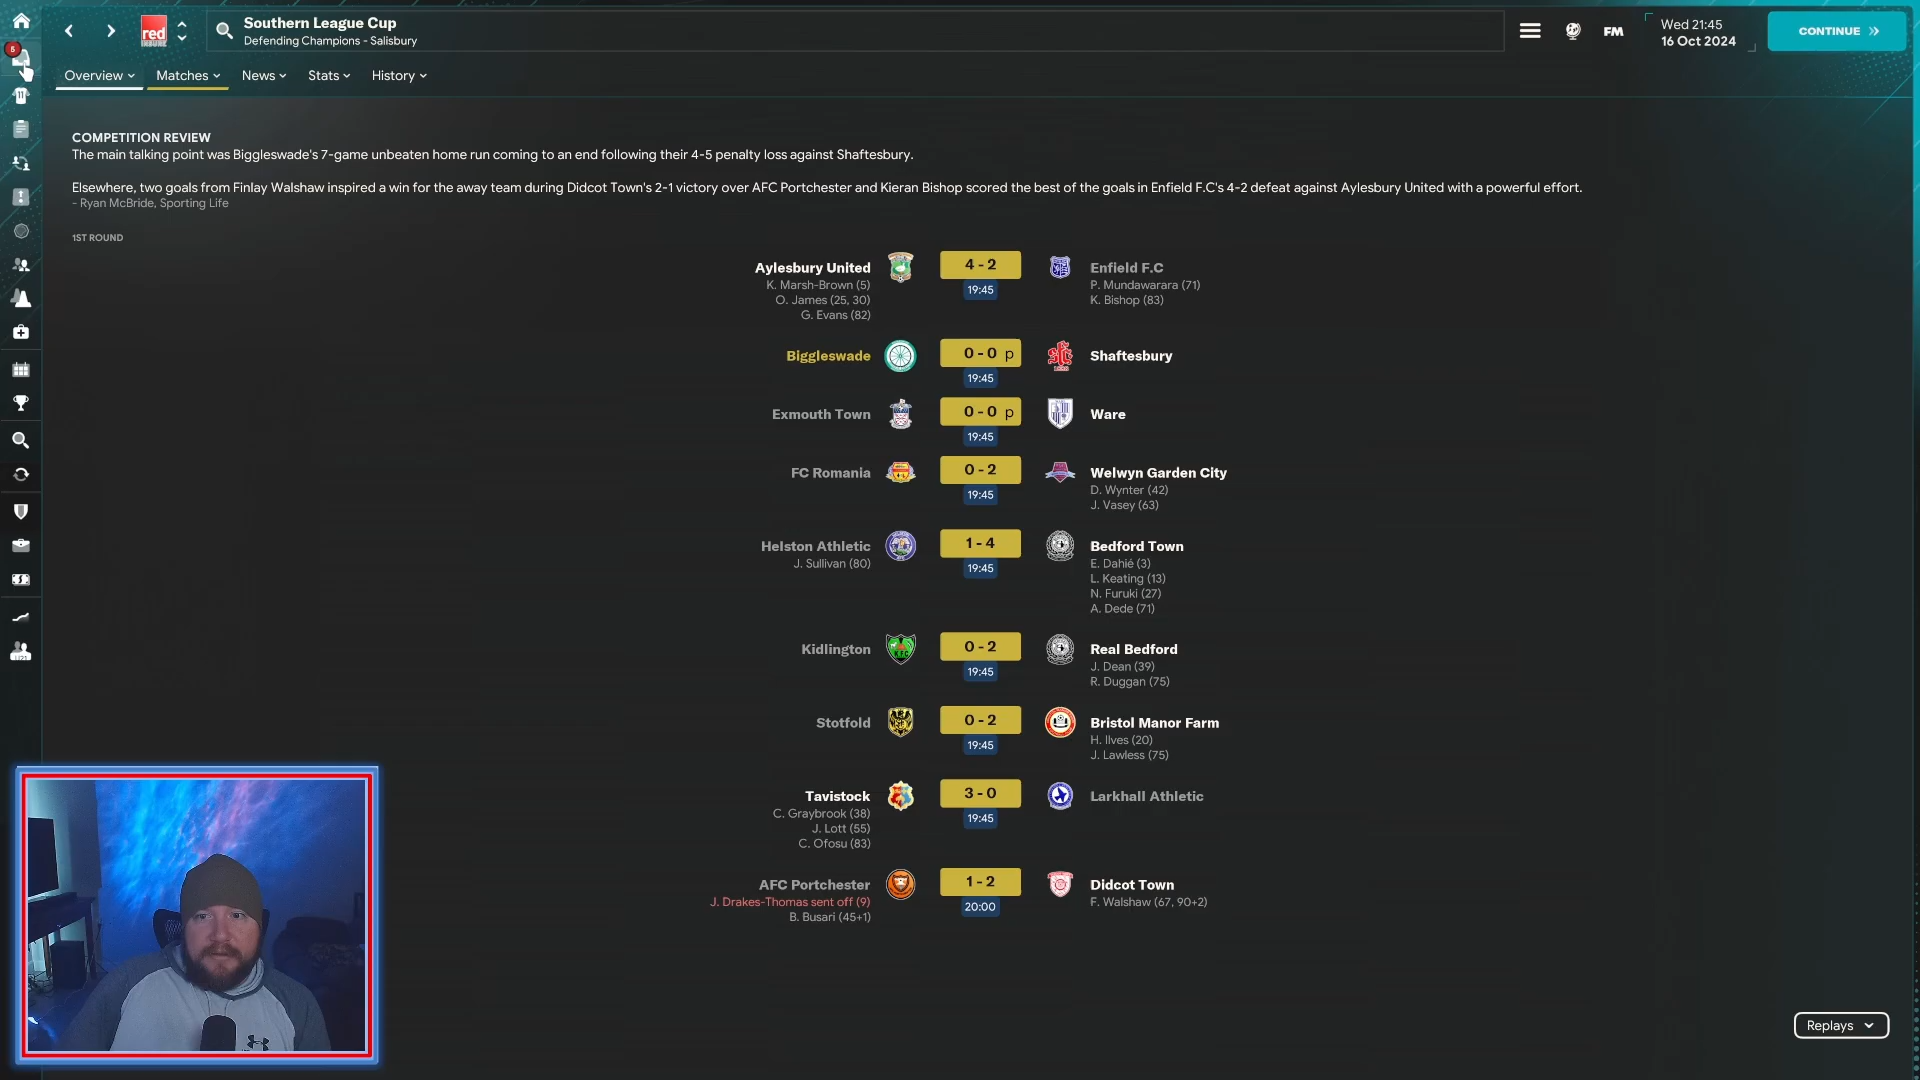 Southern League Cup
Defending Champions - Salisbury
FM
Wed 21:45
16 Oct 2024
CONTINUE
5
Overview
Matches
News
Stats
History
COMPETITION REVIEW
The main talking point was Biggleswade's 7-game unbeaten home run coming to an end following their 4-5 penalty loss against Shaftesbury.
Elsewhere, two goals from Finlay Walshaw inspired a win for the away team during Didcot Town's 2-1 victory over AFC Portchester and Kieran Bishop scored the best of the goals in Enfield F.C's 4-2 defeat against Aylesbury United with a powerful effort.
- Ryan McBride, Sporting Life
1ST ROUND
Aylesbury United 4 - 2 Enfield F.C
K. Marsh-Brown (5) 19:45 P. Mundawarara (71)
O. James (25, 30) K. Bishop (83)
G. Evans (82)
Biggleswade 0 - 0 p Shaftesbury
19:45
Exmouth Town 0 - 0 p Ware
19:45
FC Romania 0 - 2 Welwyn Garden City
19:45 D. Wynter (42)
J. Vasey (63)
Helston Athletic 1 - 4 Bedford Town
J. Sullivan (80) 19:45 E. Dahié (3)
L. Keating (13)
N. Furuki (27)
A. Dede (71)
Kidlington 0 - 2 Real Bedford
19:45 J. Dean (39)
R. Duggan (75)
Stotfold 0 - 2 Bristol Manor Farm
19:45 H. Ilves (20)
J. Lawless (75)
Tavistock 3 - 0 Larkhall Athletic
C. Graybrook (38) 19:45
J. Lott (55)
C. Ofosu (83)
AFC Portchester 1 - 2 Didcot Town
J. Drakes-Thomas sent off (9) 20:00 F. Walshaw (67, 90+2)
B. Busari (45+1)
Replays
red